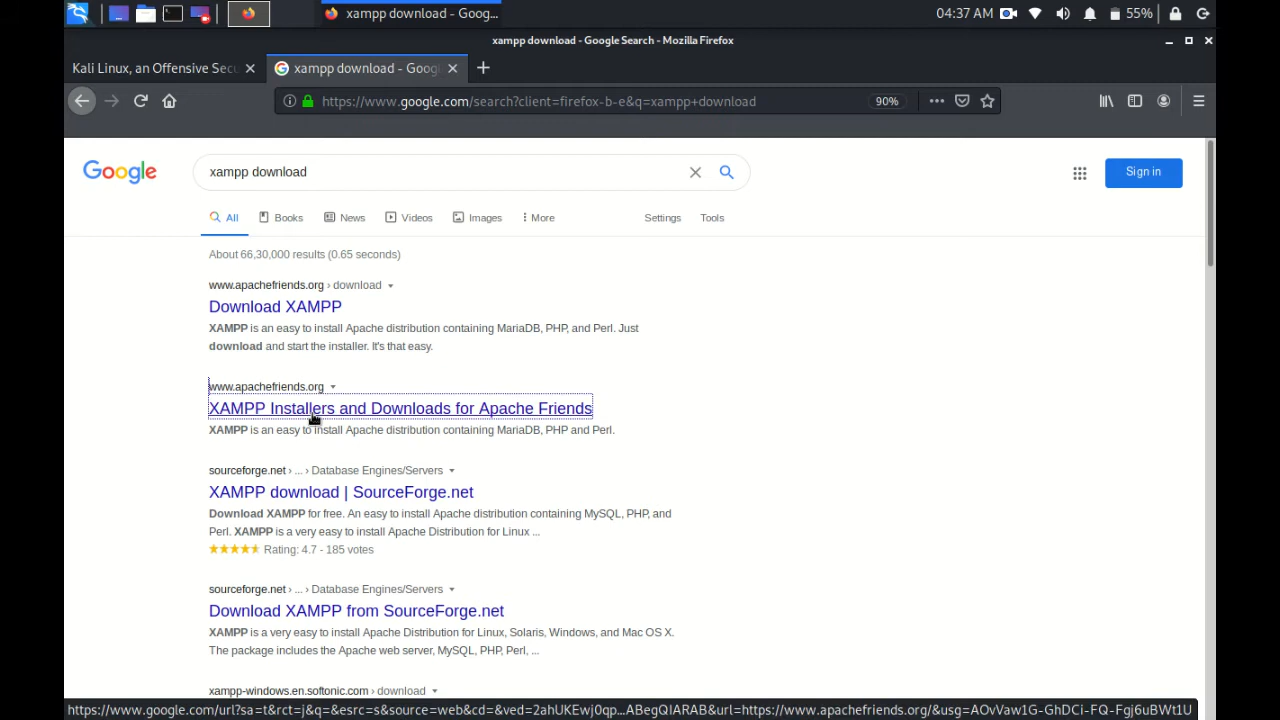 xampp download - Goog...
04:37 AM
55%
xampp download - Google Search - Mozilla Firefox
Kali Linux, an Offensive Sec
xampp download - Goog
https://www.google.com/search?client=firefox-b-e&q=xampp+download
90%
Google
xampp download
Sign in
All
Books
News
Videos
Images
More
Settings
Tools
About 66,30,000 results (0.65 seconds)
www.apachefriends.org › download
Download XAMPP
XAMPP is an easy to install Apache distribution containing MariaDB, PHP, and Perl. Just
download and start the installer. It's that easy.
www.apachefriends.org
XAMPP Installers and Downloads for Apache Friends
XAMPP is an easy to install Apache distribution containing MariaDB, PHP and Perl.
sourceforge.net › ... › Database Engines/Servers
XAMPP download | SourceForge.net
Download XAMPP for free. An easy to install Apache distribution containing MySQL, PHP, and
Perl. XAMPP is a very easy to install Apache Distribution for Linux ...
Rating: 4.7 - 185 votes
sourceforge.net › ... › Database Engines/Servers
Download XAMPP from SourceForge.net
XAMPP is a very easy to install Apache Distribution for Linux, Solaris, Windows, and Mac OS X.
The package includes the Apache web server, MySQL, PHP, Perl, ...
xampp-windows.en.softonic.com › download
https://www.google.com/url?sa=t&rct=j&q=&esrc=s&source=web&cd=&ved=2ahUKEwj0qp...ABegQIARAB&url=https://www.apachefriends.org/&usg=AOvVaw1G-GhDCi-FQ-Fgj6uBWt1U